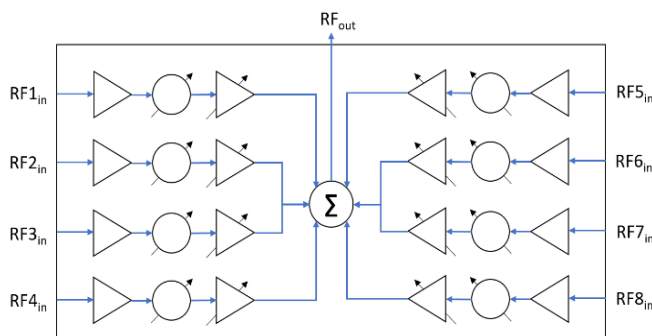 RFout
RF1in
RF2in
RF3in
RF4in
Σ
RF5in
RF6in
RF7in
RF8in